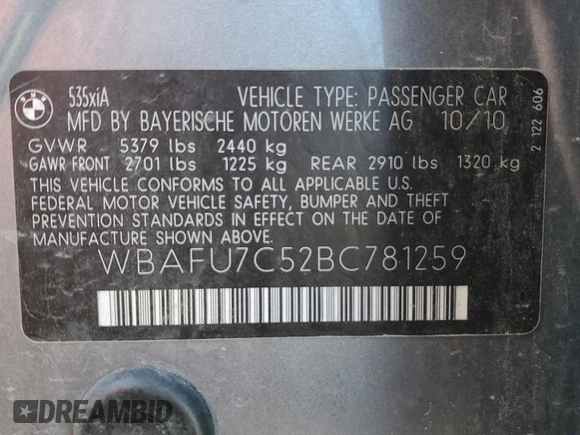 BMW
535xiA VEHICLE TYPE: PASSENGER CAR
MFD BY BAYERISCHE MOTOREN WERKE AG 10/10
GVWR 5379 lbs 2440 kg
GAWR FRONT 2701 lbs 1225 kg REAR 2910 lbs 1320 kg
THIS VEHICLE CONFORMS TO ALL APPLICABLE U.S.
FEDERAL MOTOR VEHICLE SAFETY, BUMPER AND THEFT
PREVENTION STANDARDS IN EFFECT ON THE DATE OF
MANUFACTURE SHOWN ABOVE.
WBAFU7C52BC781259
2 122 606
DREAMBID